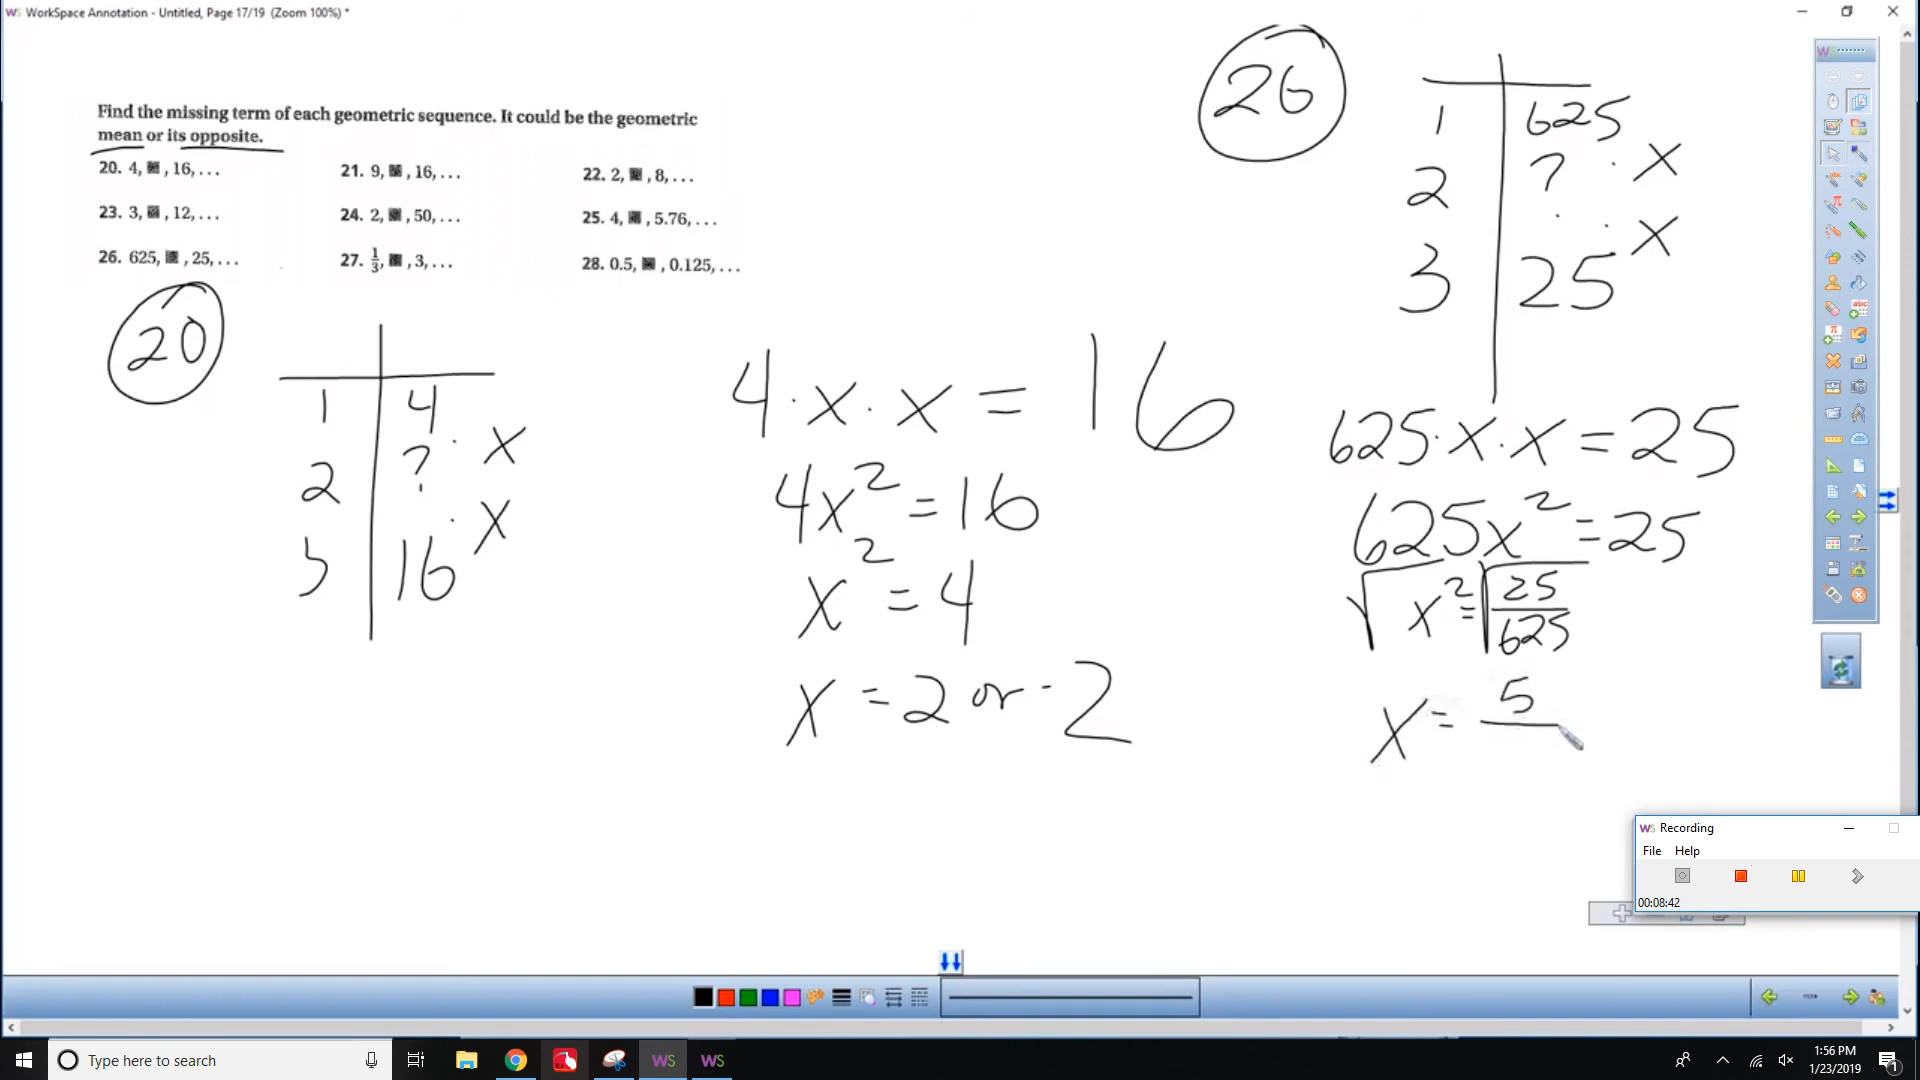 WorkSpace Annotation - Untitled, Page 17/19 (Zoom 100%) *
Find the missing term of each geometric sequence. It could be the geometric
mean or its opposite.
20. 4, ■, 16, . . .
21. 9, ■, 16, . . .
22. 2, ■, 8, . . .
23. 3, ■, 12, . . .
24. 2, ■, 50, . . .
25. 4, ■, 5.76, . . .
26. 625, ■, 25, . . .
27. 1/3, ■, 3, . . .
28. 0.5, ■, 0.125, . . .
20
1 4
2 ? · x
3 16 · x
4 · x · x = 16
4x² = 16
x² = 4
x = 2 or -2
26
1 625
2 ? · x
3 25 · x
625 · x · x = 25
625x² = 25
√x² = √25/625
x = 5
Recording
File Help
00:08:42
Type here to search
1:56 PM
1/23/2019